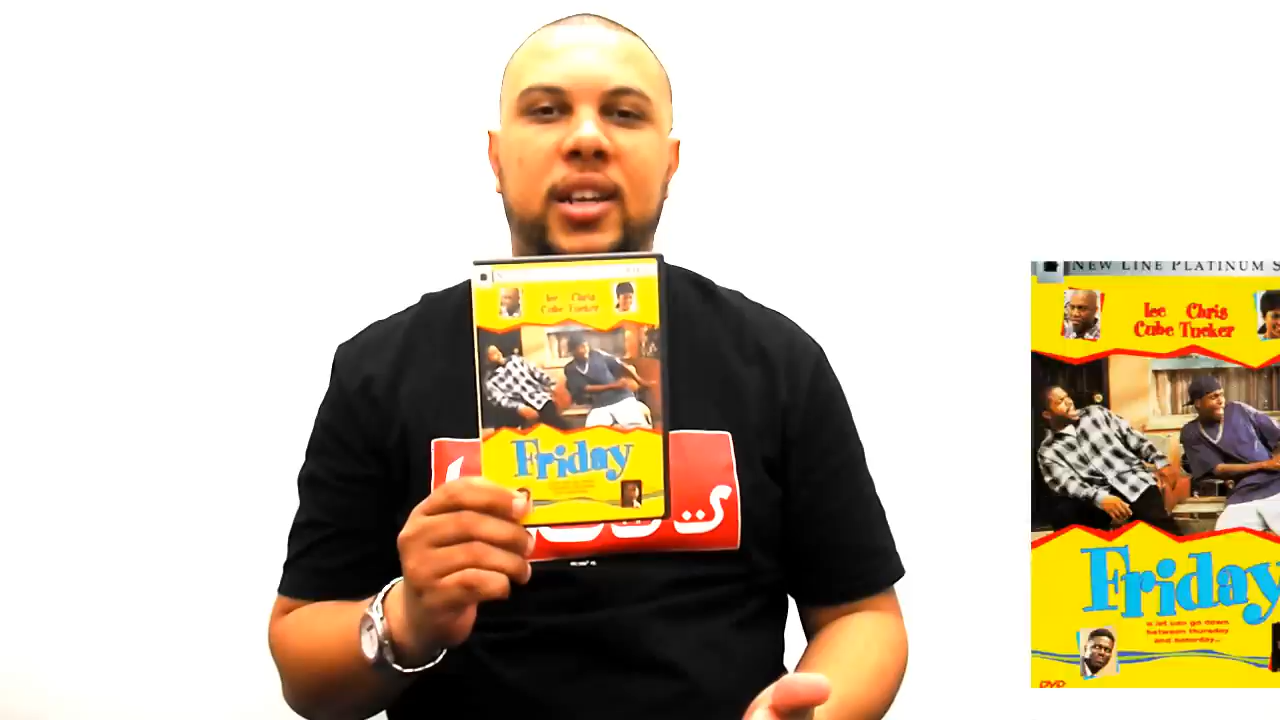 Ice Chris
Cube Tucker
Friday
NEW LINE PLATINUM S
Ice Chris
Cube Tucker
Friday
a lot can go down
between thursday
and saturday...
DVD